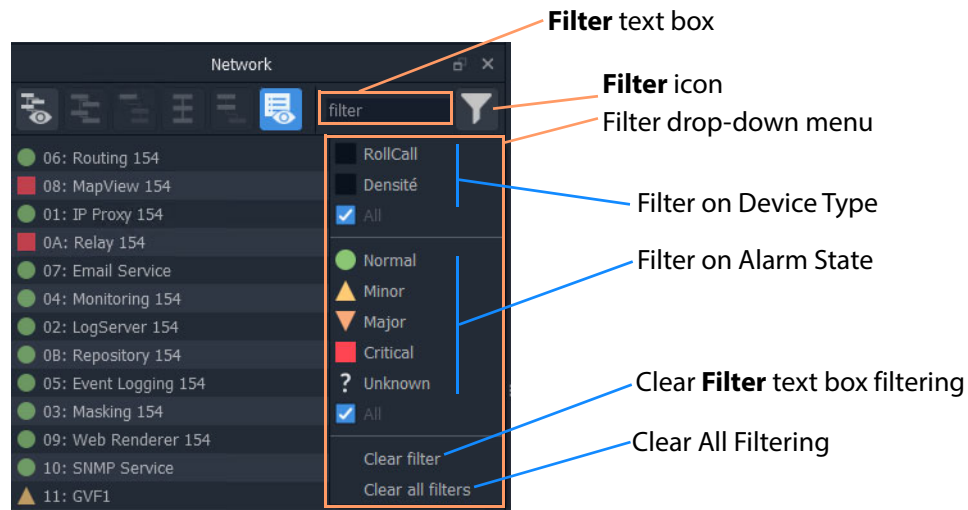 Filter text box
Network
Filter icon
filter
Filter drop-down menu
06: Routing 154
08: MapView 154
01: IP Proxy 154
0A: Relay 154
07: Email Service
04: Monitoring 154
02: LogServer 154
0B: Repository 154
05: Event Logging 154
03: Masking 154
09: Web Renderer 154
10: SNMP Service
11: GVF1
RollCall
Densité
All
Normal
Minor
Major
Critical
? Unknown
All
Clear filter
Clear all filters
Filter on Device Type
Filter on Alarm State
Clear Filter text box filtering
Clear All Filtering